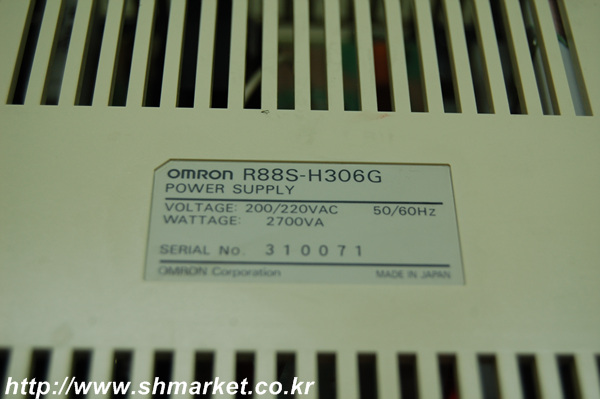 OMRON R88S-H306G
POWER SUPPLY
VOLTAGE: 200/220VAC 50/60Hz
WATTAGE: 2700VA
SERIAL No. 310071
OMRON Corporation MADE IN JAPAN
http://www.shmarket.co.kr